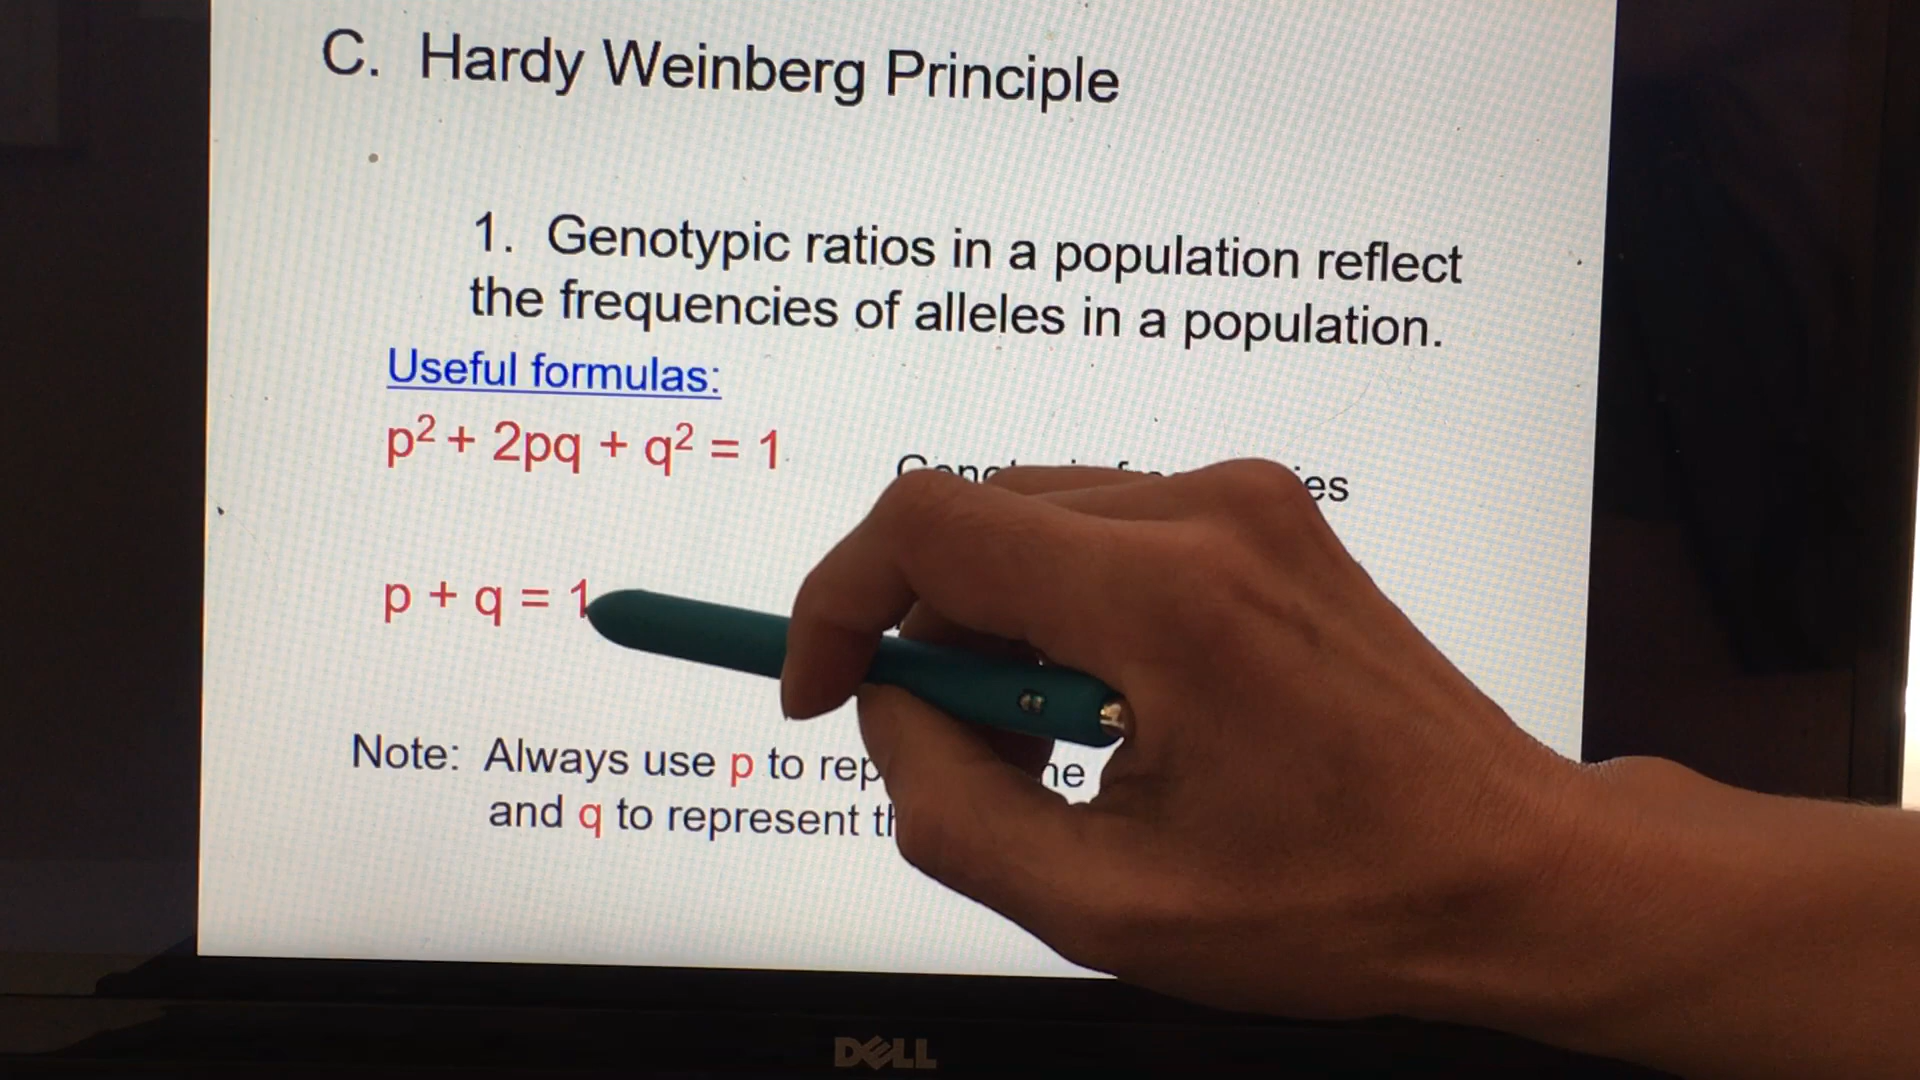 C. Hardy Weinberg Principle
1. Genotypic ratios in a population reflect
the frequencies of alleles in a population.
Useful formulas:
p² + 2pq + q² = 1
p + q = 1
Note: Always use p to
and q to represent
DELL